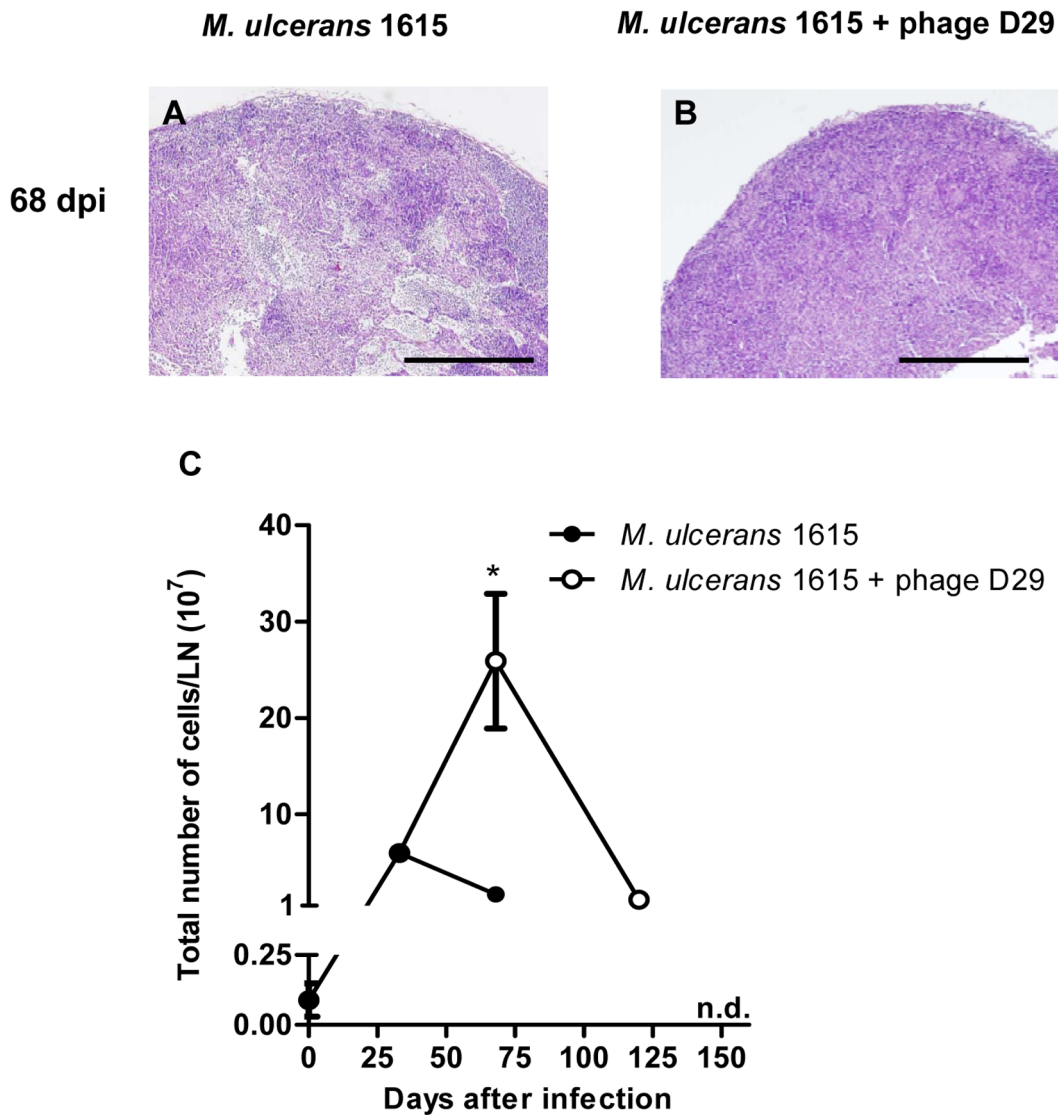 M. ulcerans 1615
M. ulcerans 1615 + phage D29
A
B
68 dpi
C
Total number of cells/LN (10⁷)
40
30
20
10
1
0.25
0.00
*
M. ulcerans 1615
M. ulcerans 1615 + phage D29
n.d.
0 25 50 75 100 125 150
Days after infection